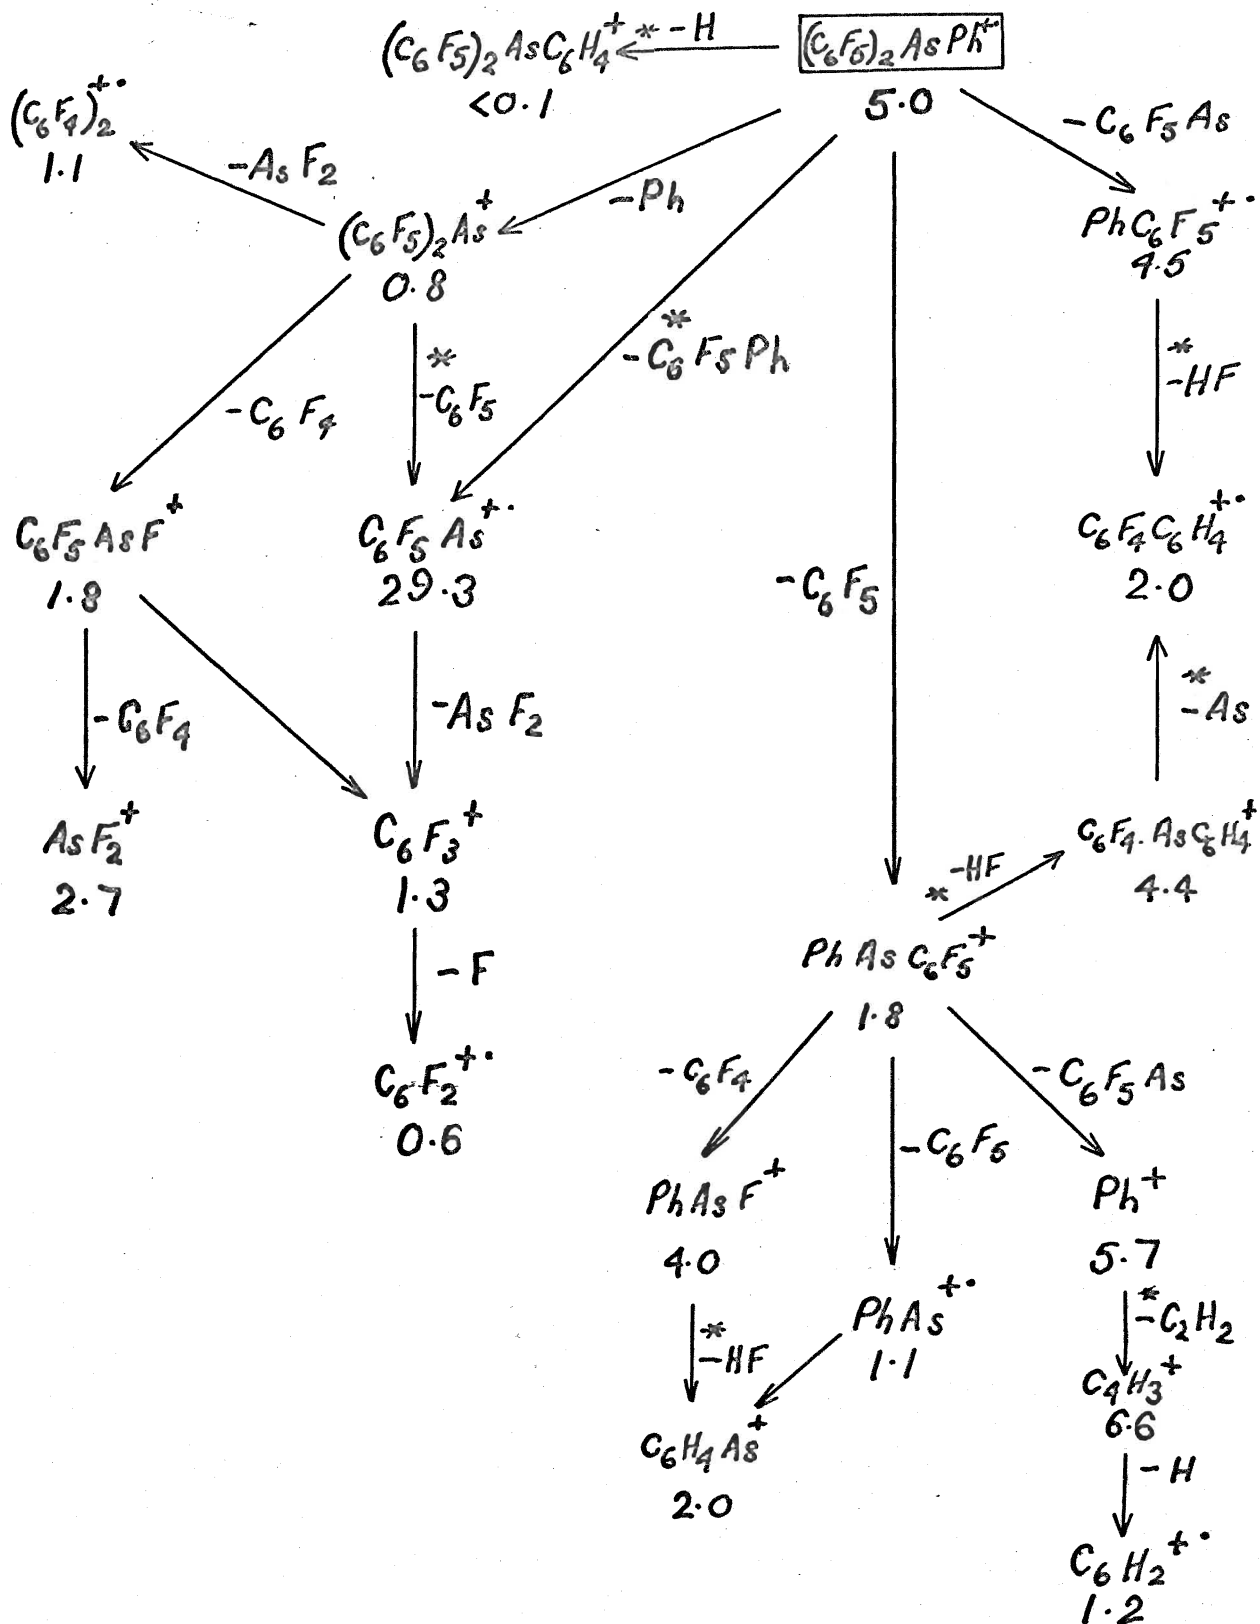 (C6F5)2AsC6H4+ * -H (C6F5)2AsPh+·
<0.1 5.0
(C6F4)2+·
1.1
-AsF2
-Ph
-C6F5As
(C6F5)2As+
0.8
PhC6F5+·
4.5
*
-C6F5Ph
*
-HF
-C6F4
*
-C6F5
C6F5AsF+
1.8
C6F5As+·
29.3
-C6F5
C6F4C6H4+·
2.0
-C6F4
-AsF2
*
-As
AsF2+
2.7
C6F3+
1.3
C6F4.AsC6H4+
4.4
* -HF
-F
PhAsC6F5+
1.8
C6F2+·
0.6
-C6F4
-C6F5
-C6F5As
PhAsF+
4.0
Ph+
5.7
*
-HF
PhAs+·
1.1
*
-C2H2
C4H3+
6.6
C6H4As+
2.0
-H
C6H2+·
1.2